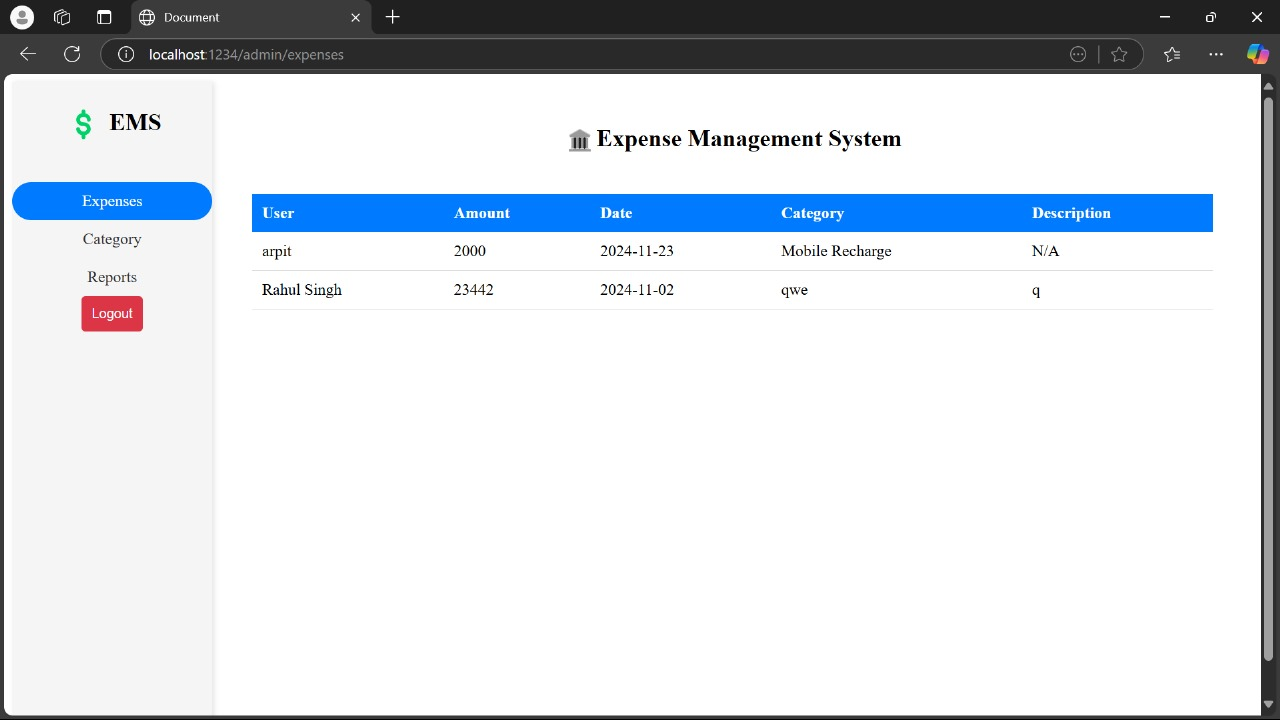 Document
localhost:1234/admin/expenses
$ EMS
Expense Management System
Expenses
Category
Reports
Logout
User Amount Date Category Description
arpit 2000 2024-11-23 Mobile Recharge N/A
Rahul Singh 23442 2024-11-02 qwe q